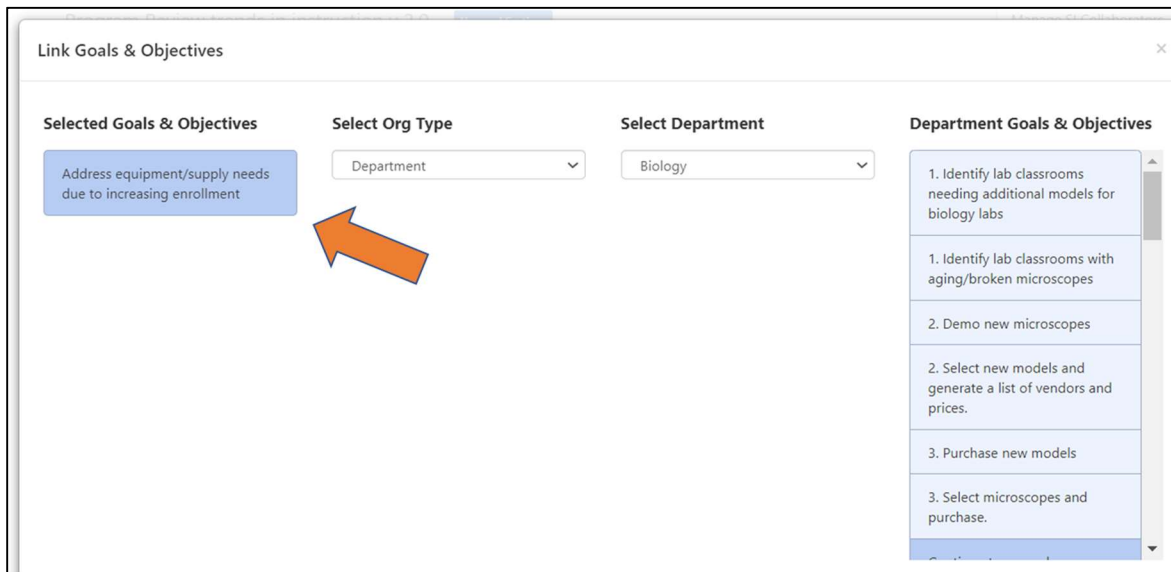 Link Goals & Objectives
×
Selected Goals & Objectives
Address equipment/supply needs
due to increasing enrollment
Select Org Type
Department
Select Department
Biology
Department Goals & Objectives
1. Identify lab classrooms
needing additional models for
biology labs
1. Identify lab classrooms with
aging/broken microscopes
2. Demo new microscopes
2. Select new models and
generate a list of vendors and
prices.
3. Purchase new models
3. Select microscopes and
purchase.